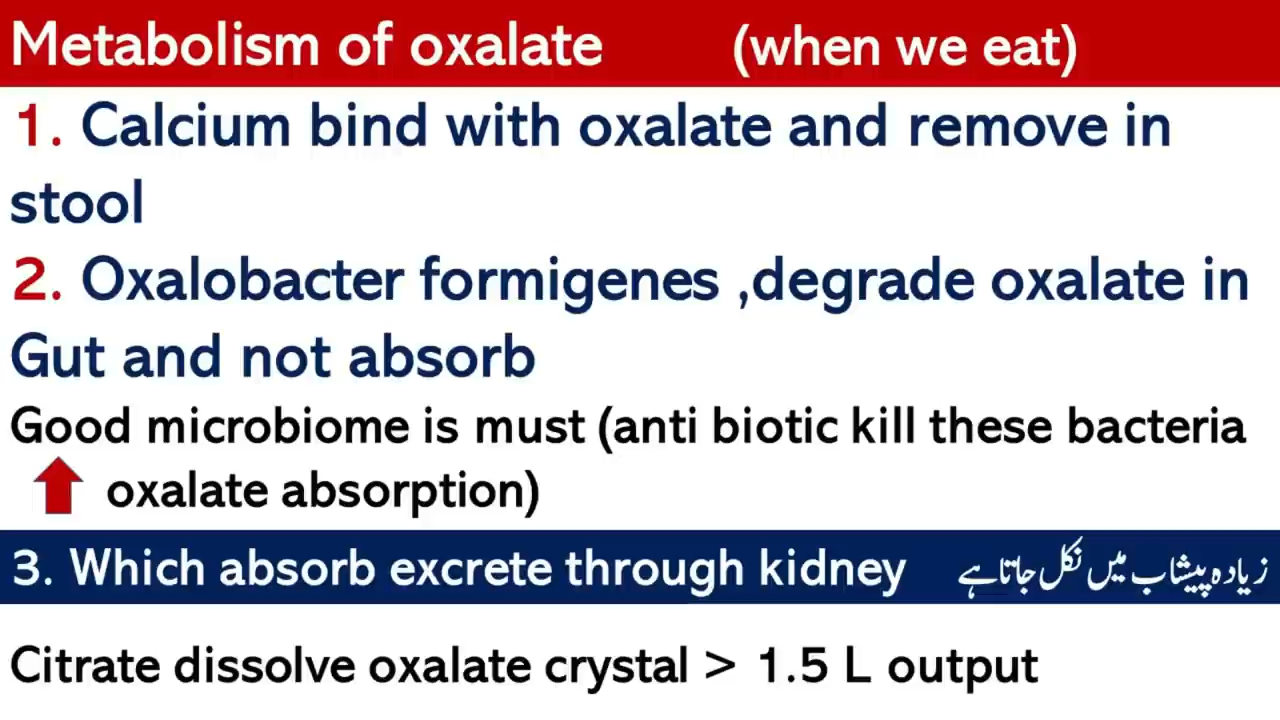 Metabolism of oxalate (when we eat)
1. Calcium bind with oxalate and remove in
stool
2. Oxalobacter formigenes ,degrade oxalate in
Gut and not absorb
Good microbiome is must (anti biotic kill these bacteria
oxalate absorption)
3. Which absorb excrete through kidney زیادہ پیشاب میں نکل جاتا ہے
Citrate dissolve oxalate crystal > 1.5 L output